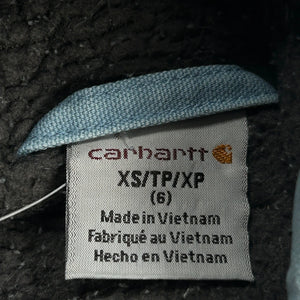 carhartt
XS/TP/XP
(6)
Made in Vietnam
Fabriqué au Vietnam
Hecho en Vietnam